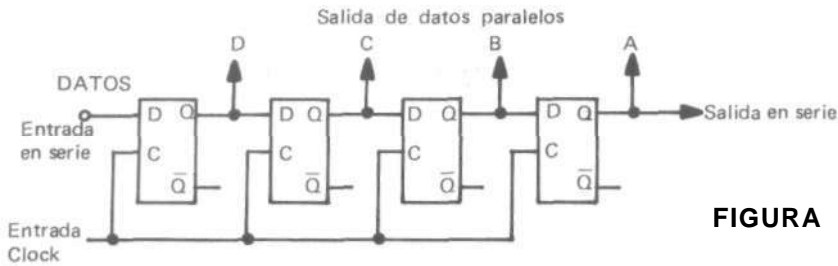 Salida de datos paralelos
D C B A
DATOS
D Q D Q D Q D Q
Entrada en serie
Salida en serie
C C C C
Q̅ Q̅ Q̅ Q̅
FIGURA
Entrada
Clock